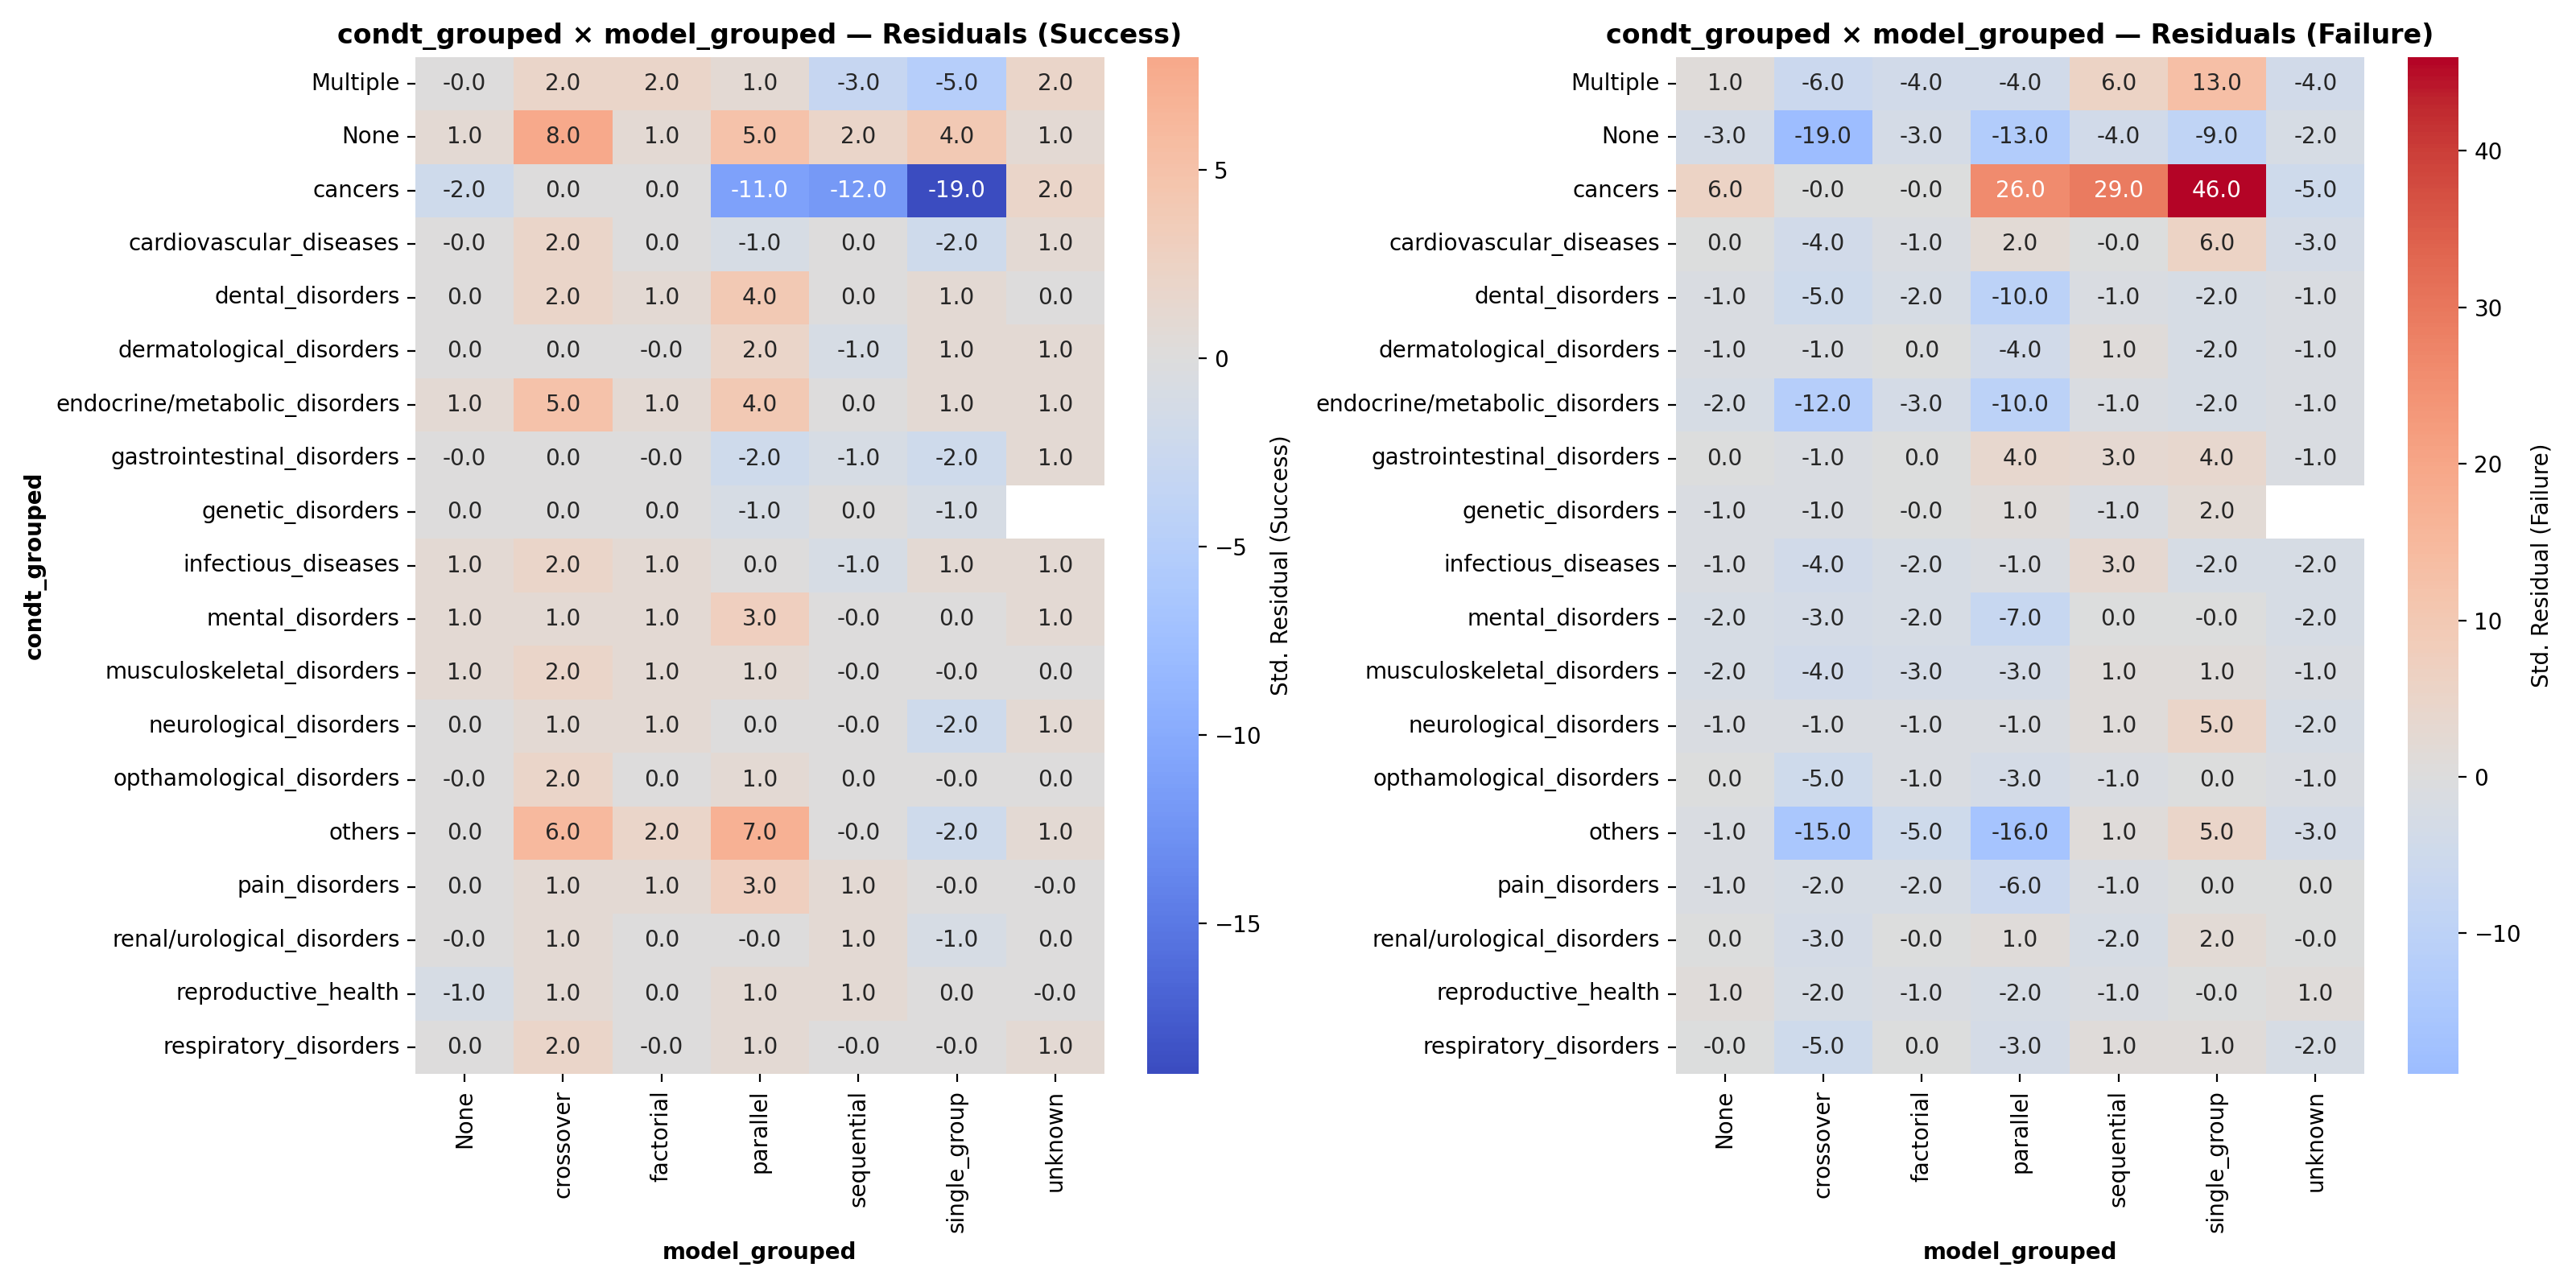 condt_grouped × model_grouped — Residuals (Success)
Multiple -0.0 2.0 2.0 1.0 -3.0 -5.0 2.0
None 1.0 8.0 1.0 5.0 2.0 4.0 1.0
cancers -2.0 0.0 0.0 -11.0 -12.0 -19.0 2.0
cardiovascular_diseases -0.0 2.0 0.0 -1.0 0.0 -2.0 1.0
dental_disorders 0.0 2.0 1.0 4.0 0.0 1.0 0.0
dermatological_disorders 0.0 0.0 -0.0 2.0 -1.0 1.0 1.0
endocrine/metabolic_disorders 1.0 5.0 1.0 4.0 0.0 1.0 1.0
gastrointestinal_disorders -0.0 0.0 -0.0 -2.0 -1.0 -2.0 1.0
genetic_disorders 0.0 0.0 0.0 -1.0 0.0 -1.0
infectious_diseases 1.0 2.0 1.0 0.0 -1.0 1.0 1.0
mental_disorders 1.0 1.0 1.0 3.0 -0.0 0.0 1.0
musculoskeletal_disorders 1.0 2.0 1.0 1.0 -0.0 -0.0 0.0
neurological_disorders 0.0 1.0 1.0 0.0 -0.0 -2.0 1.0
opthamological_disorders -0.0 2.0 0.0 1.0 0.0 -0.0 0.0
others 0.0 6.0 2.0 7.0 -0.0 -2.0 1.0
pain_disorders 0.0 1.0 1.0 3.0 1.0 -0.0 -0.0
renal/urological_disorders -0.0 1.0 0.0 -0.0 1.0 -1.0 0.0
reproductive_health -1.0 1.0 0.0 1.0 1.0 0.0 -0.0
respiratory_disorders 0.0 2.0 -0.0 1.0 -0.0 -0.0 1.0
None crossover factorial parallel sequential single_group unknown
model_grouped
condt_grouped
5
0
−5
−10
−15
Std. Residual (Success)
condt_grouped × model_grouped — Residuals (Failure)
Multiple 1.0 -6.0 -4.0 -4.0 6.0 13.0 -4.0
None -3.0 -19.0 -3.0 -13.0 -4.0 -9.0 -2.0
cancers 6.0 -0.0 -0.0 26.0 29.0 46.0 -5.0
cardiovascular_diseases 0.0 -4.0 -1.0 2.0 -0.0 6.0 -3.0
dental_disorders -1.0 -5.0 -2.0 -10.0 -1.0 -2.0 -1.0
dermatological_disorders -1.0 -1.0 0.0 -4.0 1.0 -2.0 -1.0
endocrine/metabolic_disorders -2.0 -12.0 -3.0 -10.0 -1.0 -2.0 -1.0
gastrointestinal_disorders 0.0 -1.0 0.0 4.0 3.0 4.0 -1.0
genetic_disorders -1.0 -1.0 -0.0 1.0 -1.0 2.0
infectious_diseases -1.0 -4.0 -2.0 -1.0 3.0 -2.0 -2.0
mental_disorders -2.0 -3.0 -2.0 -7.0 0.0 -0.0 -2.0
musculoskeletal_disorders -2.0 -4.0 -3.0 -3.0 1.0 1.0 -1.0
neurological_disorders -1.0 -1.0 -1.0 -1.0 1.0 5.0 -2.0
opthamological_disorders 0.0 -5.0 -1.0 -3.0 -1.0 0.0 -1.0
others -1.0 -15.0 -5.0 -16.0 1.0 5.0 -3.0
pain_disorders -1.0 -2.0 -2.0 -6.0 -1.0 0.0 0.0
renal/urological_disorders 0.0 -3.0 -0.0 1.0 -2.0 2.0 -0.0
reproductive_health 1.0 -2.0 -1.0 -2.0 -1.0 -0.0 1.0
respiratory_disorders -0.0 -5.0 0.0 -3.0 1.0 1.0 -2.0
None crossover factorial parallel sequential single_group unknown
model_grouped
40
30
20
10
0
−10
Std. Residual (Failure)